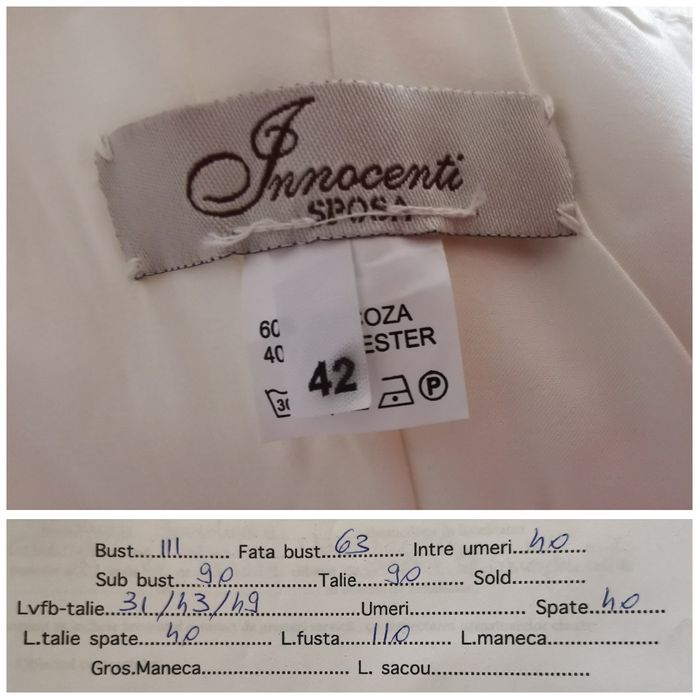 Innocenti
SPOSA
60 COZA
40 ESTER
42
30 P
Bust....111........ Fata bust..63...... Intre umeri...40.....
Sub bust....90..............Talie.....90....... Sold.............
Lvfb-talie...31/43/49...............Umeri....................... Spate..40......
L.talie spate...40............. L.fusta.....110....... L.maneca...................
Gros.Maneca........................... L. sacou.............................